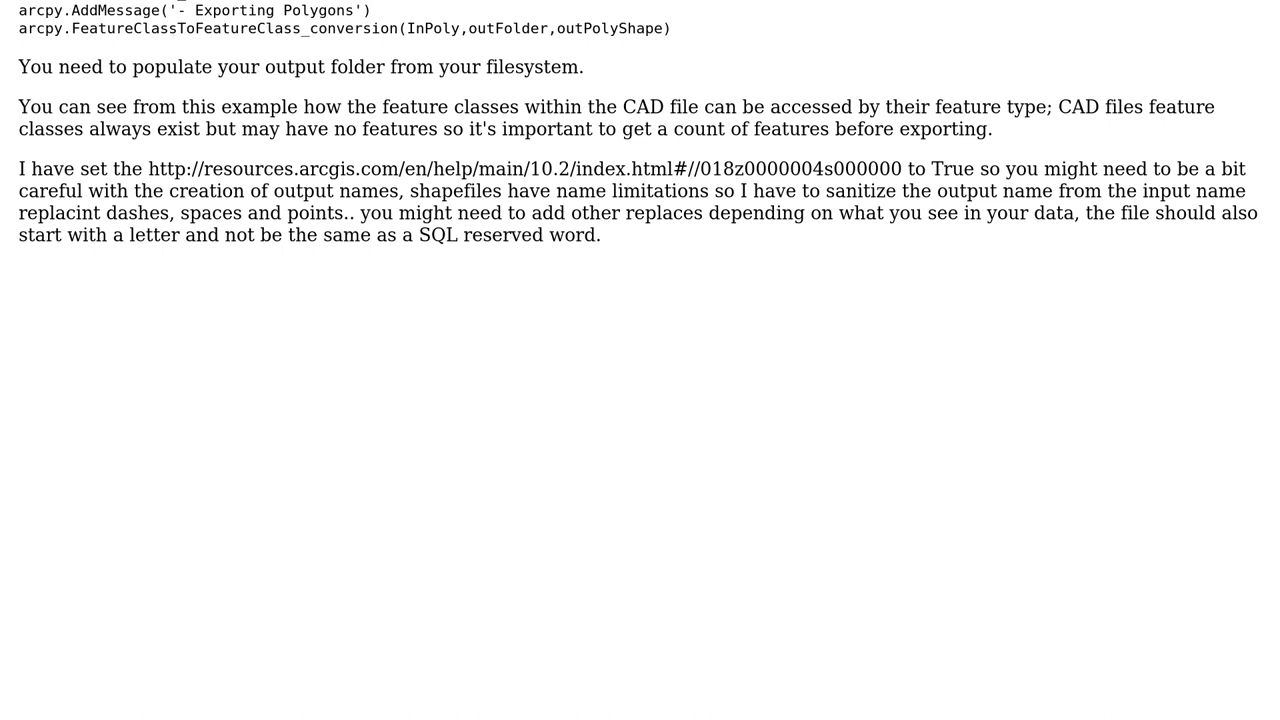 arcpy.AddMessage('- Exporting Polygons')
arcpy.FeatureClassToFeatureClass_conversion(InPoly,outFolder,outPolyShape)
You need to populate your output folder from your filesystem.
You can see from this example how the feature classes within the CAD file can be accessed by their feature type; CAD files feature
classes always exist but may have no features so it's important to get a count of features before exporting.
I have set the http://resources.arcgis.com/en/help/main/10.2/index.html#//018z0000004s000000 to True so you might need to be a bit
careful with the creation of output names, shapefiles have name limitations so I have to sanitize the output name from the input name
replacint dashes, spaces and points.. you might need to add other replaces depending on what you see in your data, the file should also
start with a letter and not be the same as a SQL reserved word.